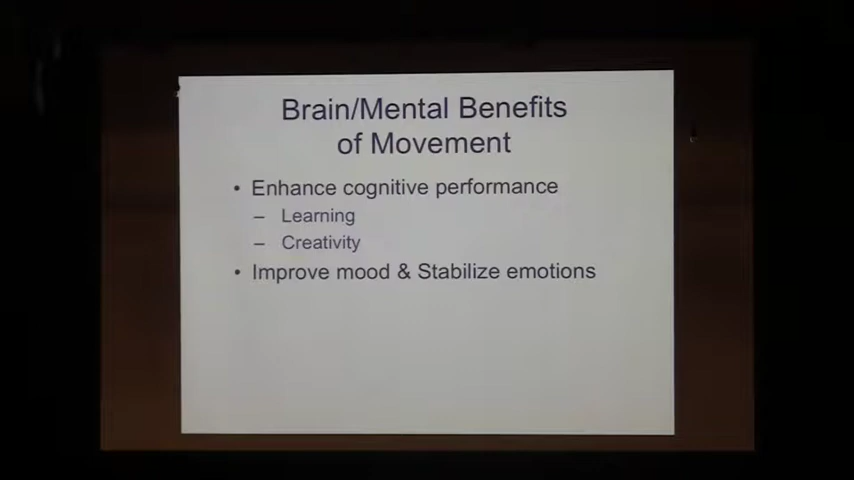 Brain/Mental Benefits
of Movement
• Enhance cognitive performance
– Learning
– Creativity
• Improve mood & Stabilize emotions